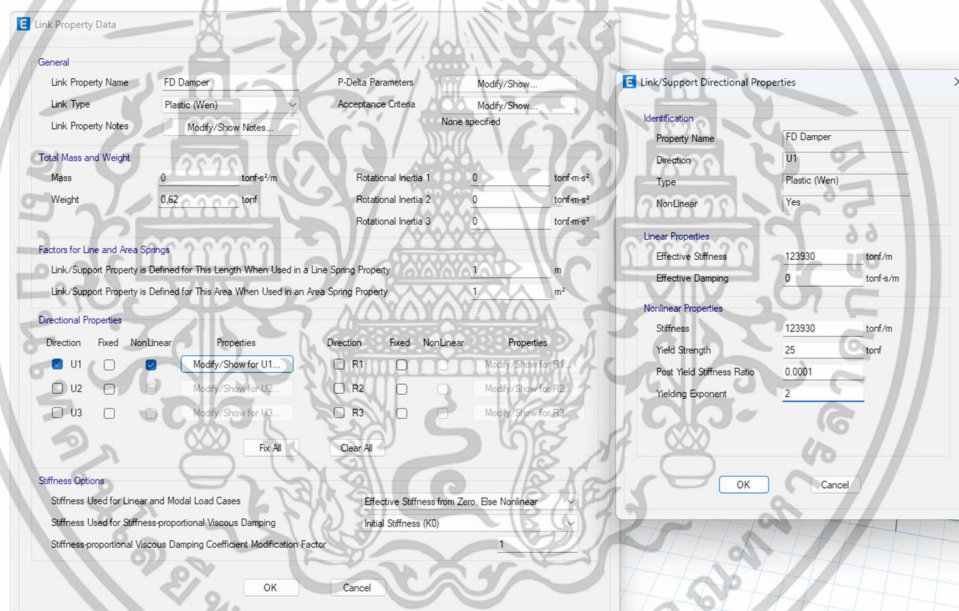 E Link Property Data
General
Link Property Name FD Damper P-Delta Parameters Modify/Show...
Link Type Plastic (Wen) Acceptance Criteria Modify/Show...
Link Property Notes Modify/Show Notes... None specified
Total Mass and Weight
Mass 0 tonf-s²/m Rotational Inertia 1 0 tonf-m-s²
Weight 0.62 tonf Rotational Inertia 2 0 tonf-m-s²
Rotational Inertia 3 0 tonf-m-s²
Factors for Line and Area Springs
Link/Support Property is Defined for This Length When Used in a Line Spring Property 1 m
Link/Support Property is Defined for This Area When Used in an Area Spring Property 1 m²
Directional Properties
Direction Fixed NonLinear Properties Direction Fixed NonLinear Properties
U1 Modify/Show for U1... R1 Modify/Show for R1...
U2 Modify/Show for U2... R2 Modify/Show for R2...
U3 Modify/Show for U3... R3 Modify/Show for R3...
Fix All Clear All
Stiffness Options
Stiffness Used for Linear and Modal Load Cases Effective Stiffness from Zero, Else Nonlinear
Stiffness Used for Stiffness-proportional Viscous Damping Initial Stiffness (K0)
Stiffness-proportional Viscous Damping Coefficient Modification Factor 1
OK Cancel
E Link/Support Directional Properties
Identification
Property Name FD Damper
Direction U1
Type Plastic (Wen)
NonLinear Yes
Linear Properties
Effective Stiffness 123930 tonf/m
Effective Damping 0 tonf-s/m
Nonlinear Properties
Stiffness 123930 tonf/m
Yield Strength 25 tonf
Post Yield Stiffness Ratio 0.0001
Yielding Exponent 2
OK Cancel